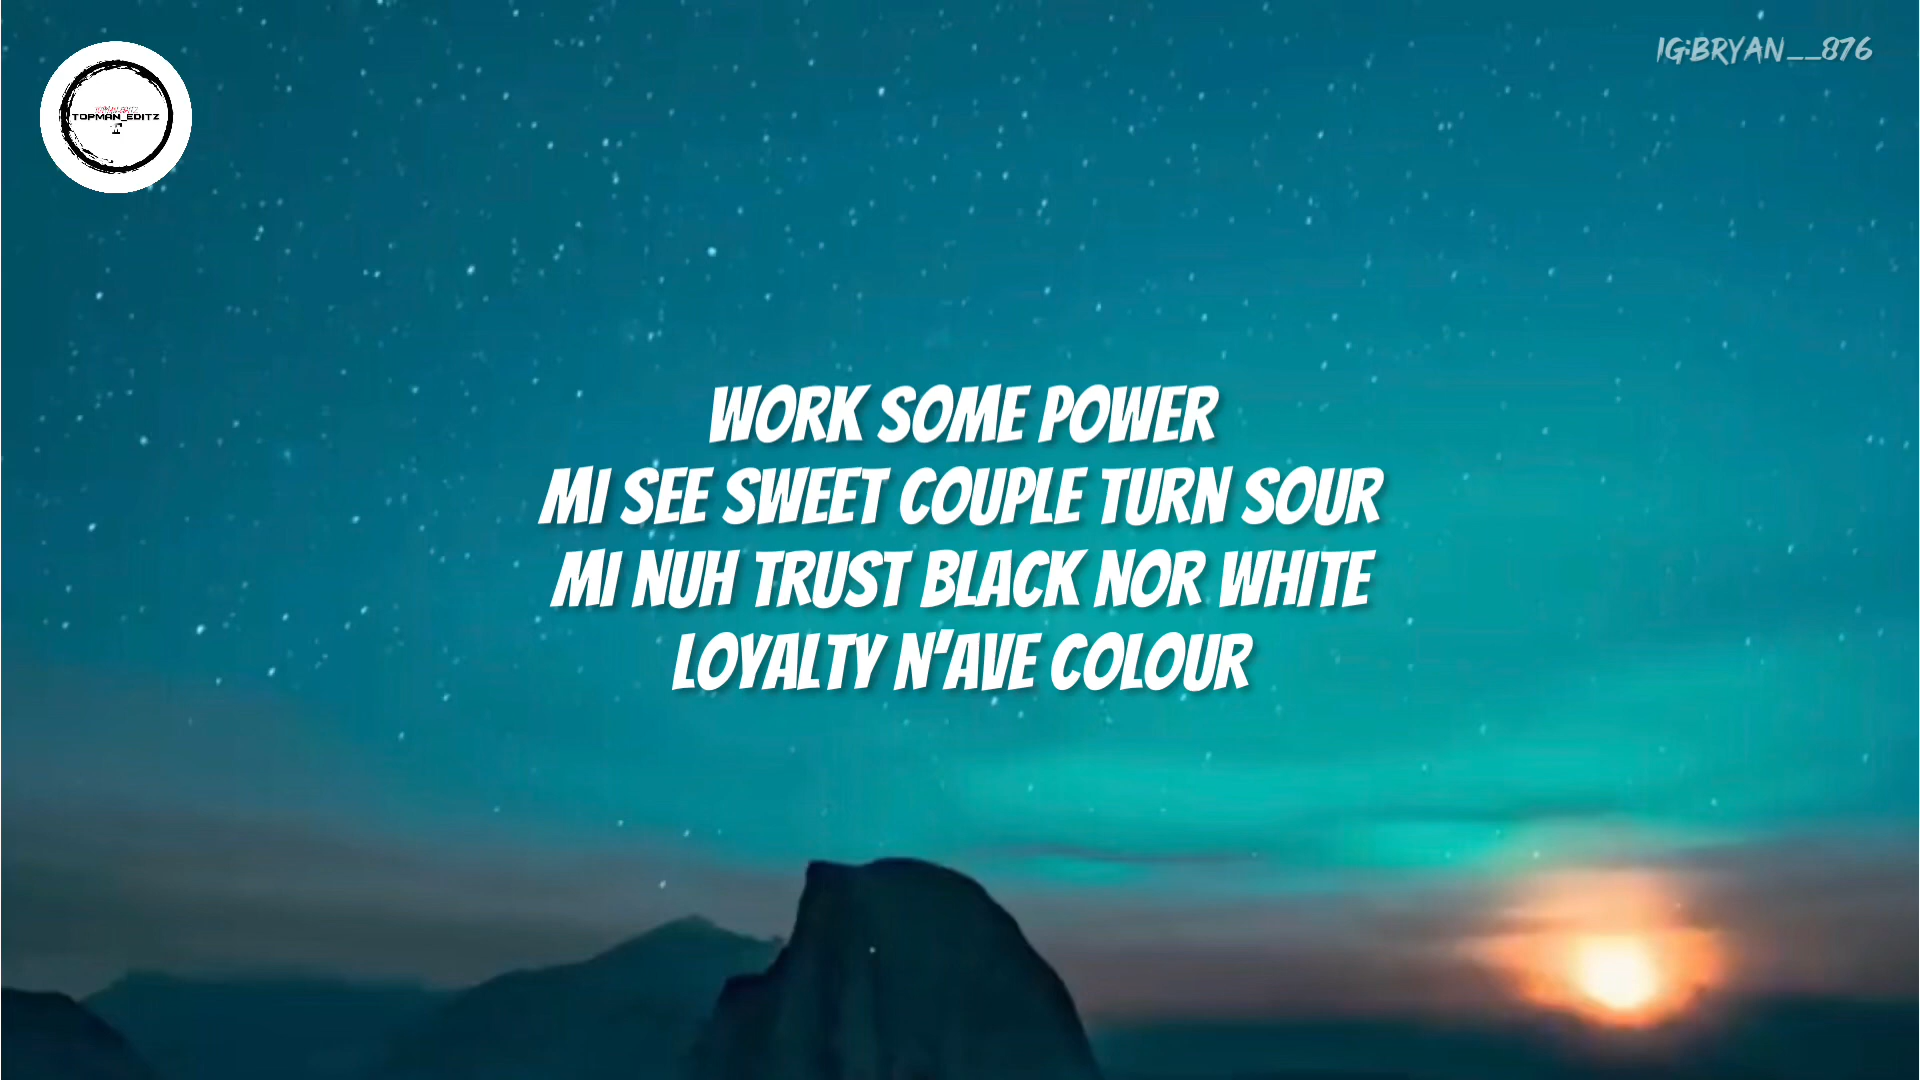 IG:BRYAN__876
TOPMAN_EDITZ
WORK SOME POWER
MI SEE SWEET COUPLE TURN SOUR
MI NUH TRUST BLACK NOR WHITE
LOYALTY N'AVE COLOUR